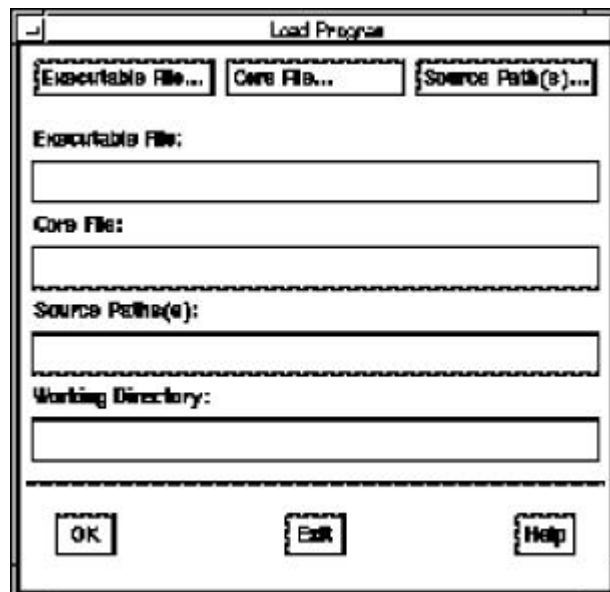 Load Program
Executable File... Core File... Source Path(s)...
Executable File:
Core File:
Source Paths(s):
Working Directory:
OK Exit Help